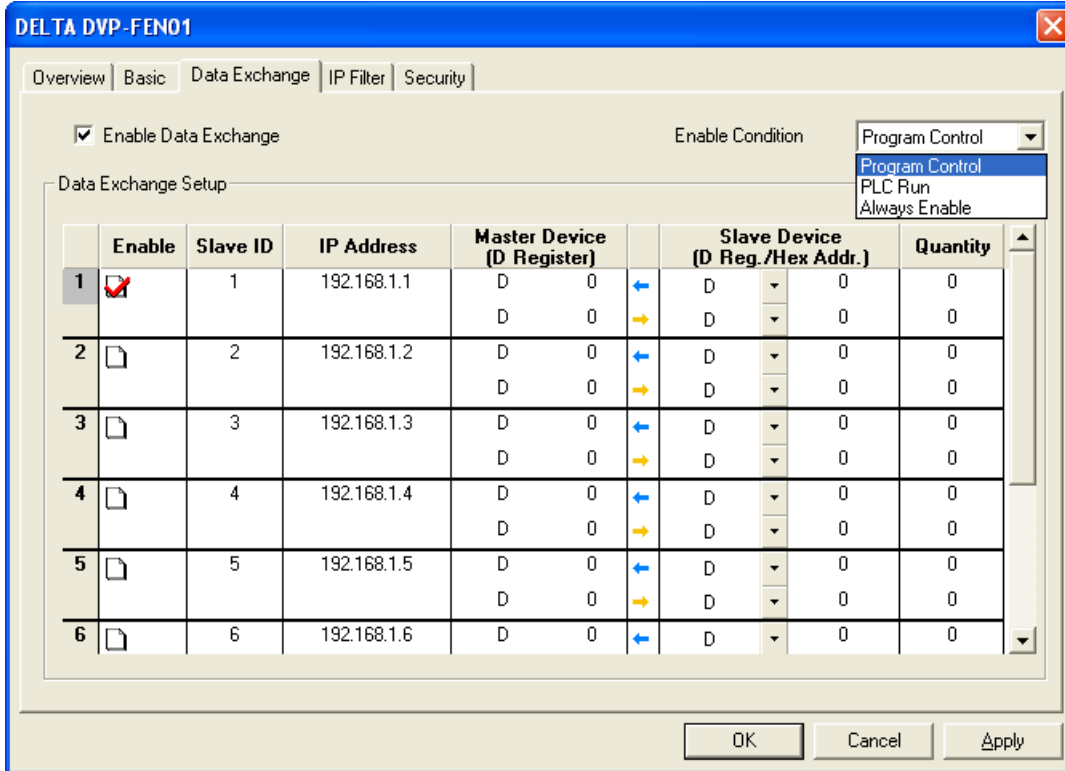 DELTA DVP-FEN01
Overview Basic Data Exchange IP Filter Security
Enable Data Exchange Enable Condition Program Control
Program Control
PLC Run
Always Enable
Data Exchange Setup
Enable Slave ID IP Address Master Device (D Register) Slave Device (D Reg./Hex Addr.) Quantity
1 1 192.168.1.1 D 0 D 0 0
D 0 D 0 0
2 2 192.168.1.2 D 0 D 0 0
D 0 D 0 0
3 3 192.168.1.3 D 0 D 0 0
D 0 D 0 0
4 4 192.168.1.4 D 0 D 0 0
D 0 D 0 0
5 5 192.168.1.5 D 0 D 0 0
D 0 D 0 0
6 6 192.168.1.6 D 0 D 0 0
OK Cancel Apply